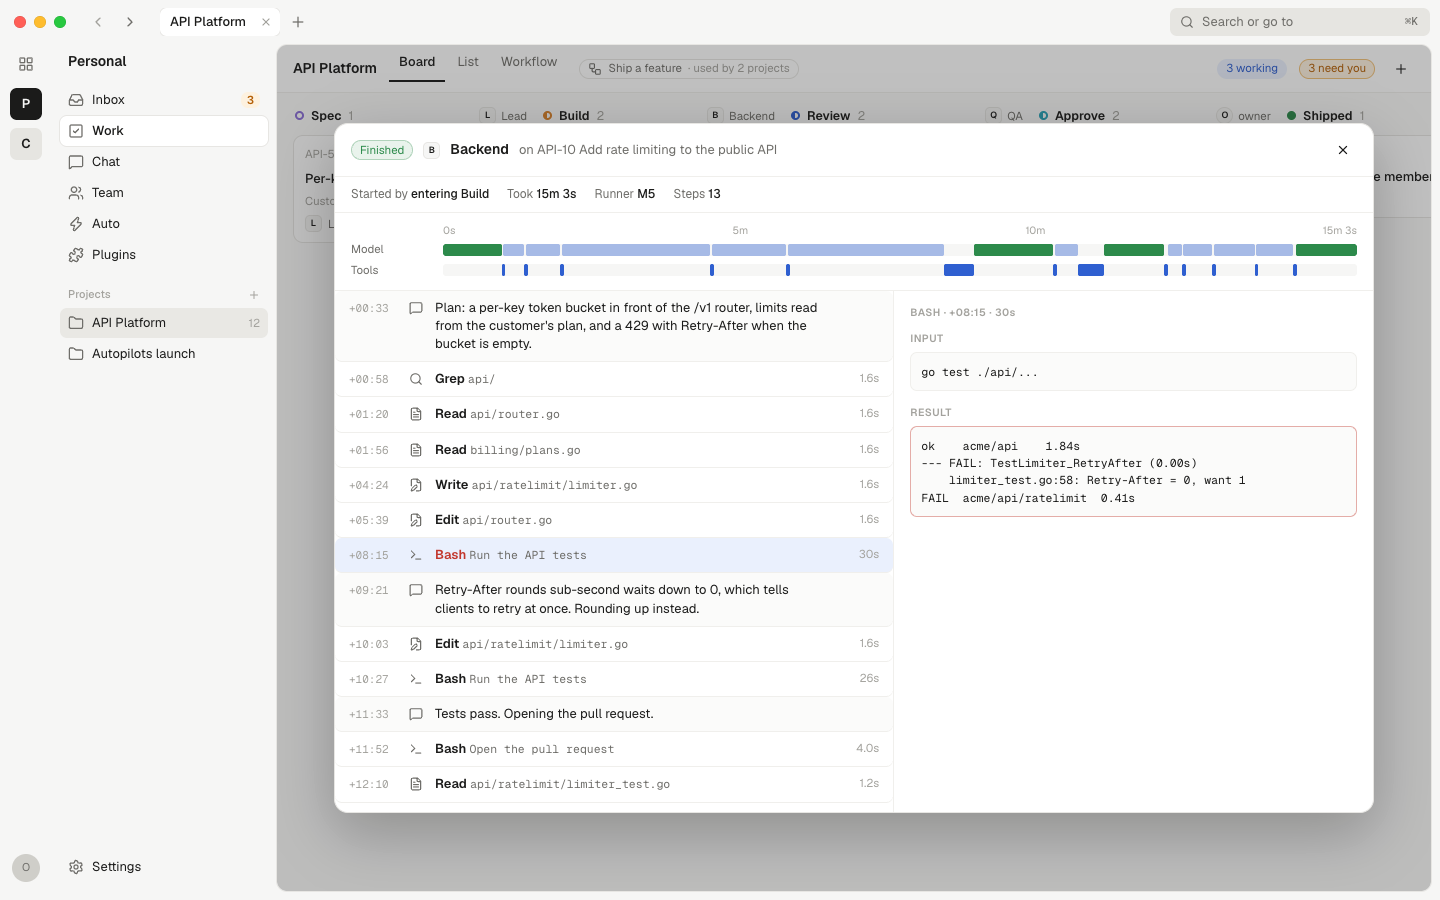 API Platform
Search or go to
⌘K
P
C
O
Personal
Inbox 3
Work
Chat
Team
Auto
Plugins
Projects
API Platform 12
Autopilots launch
Settings
API Platform Board List Workflow Ship a feature · used by 2 projects 3 working 3 need you
Spec 1 L Lead Build 2 B Backend Review 2 Q QA Approve 2 O owner Shipped 1
API-5
Per-k
Custo
L L
e member
Finished B Backend on API-10 Add rate limiting to the public API
Started by entering Build Took 15m 3s Runner M5 Steps 13
0s 5m 10m 15m 3s
Model
Tools
+00:33 Plan: a per-key token bucket in front of the /v1 router, limits read
from the customer's plan, and a 429 with Retry-After when the
bucket is empty.
+00:58 Grep api/ 1.6s
+01:20 Read api/router.go 1.6s
+01:56 Read billing/plans.go 1.6s
+04:24 Write api/ratelimit/limiter.go 1.6s
+05:39 Edit api/router.go 1.6s
+08:15 Bash Run the API tests 30s
+09:21 Retry-After rounds sub-second waits down to 0, which tells
clients to retry at once. Rounding up instead.
+10:03 Edit api/ratelimit/limiter.go 1.6s
+10:27 Bash Run the API tests 26s
+11:33 Tests pass. Opening the pull request.
+11:52 Bash Open the pull request 4.0s
+12:10 Read api/ratelimit/limiter_test.go 1.2s
BASH · +08:15 · 30s
INPUT
go test ./api/...
RESULT
ok    acme/api    1.84s
--- FAIL: TestLimiter_RetryAfter (0.00s)
    limiter_test.go:58: Retry-After = 0, want 1
FAIL  acme/api/ratelimit  0.41s